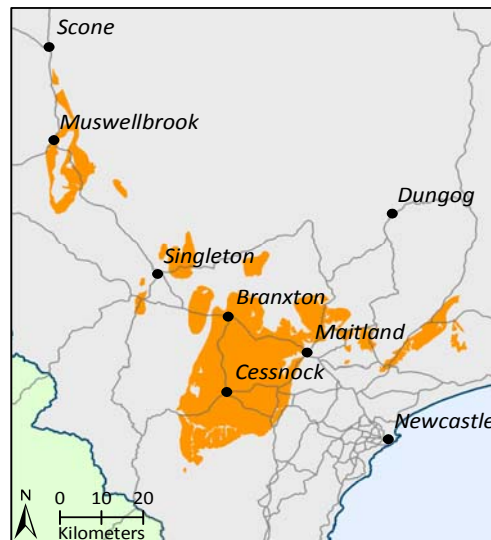 Scone
Muswellbrook
Dungog
Singleton
Branxton
Maitland
Cessnock
Newcastle
N
0 10 20
Kilometers